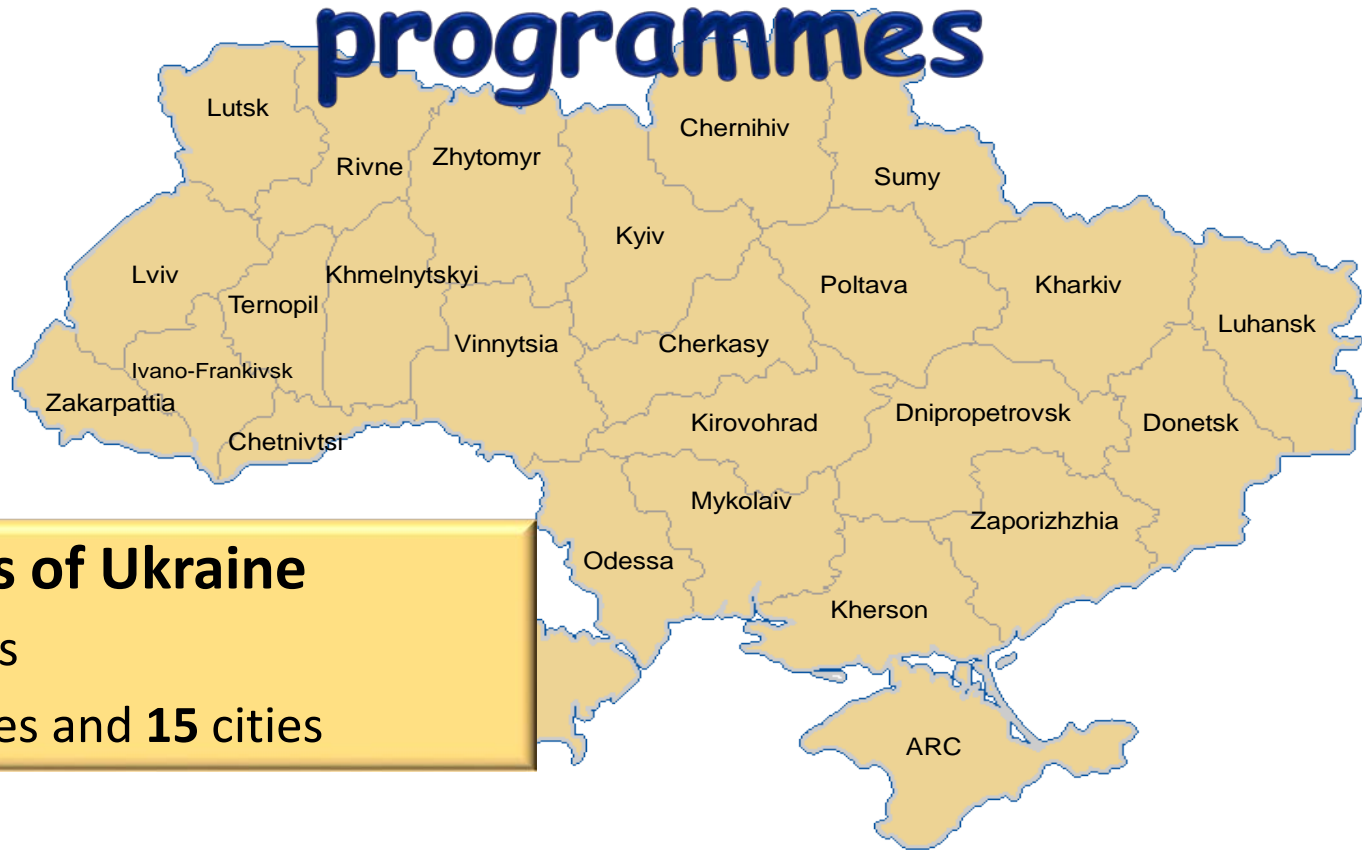 programmes
Lutsk
Rivne
Zhytomyr
Chernihiv
Sumy
Kyiv
Lviv
Ternopil
Khmelnytskyi
Poltava
Kharkiv
Luhansk
Vinnytsia
Cherkasy
Ivano-Frankivsk
Zakarpattia
Chetnivtsi
Kirovohrad
Dnipropetrovsk
Donetsk
Mykolaiv
Zaporizhzhia
Odessa
Kherson
ARC
s of Ukraine
s
es and 15 cities